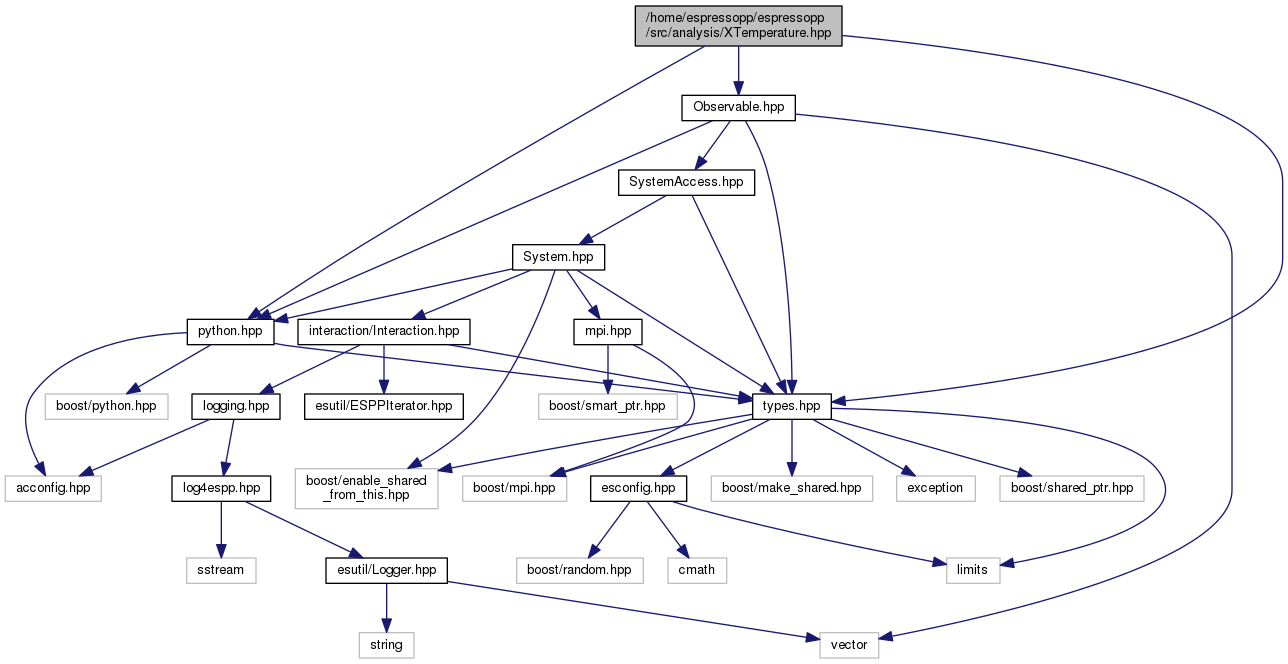 /home/espressopp/espressopp
/src/analysis/XTemperature.hpp
Observable.hpp
SystemAccess.hpp
System.hpp
python.hpp
interaction/Interaction.hpp
mpi.hpp
boost/python.hpp
logging.hpp
esutil/ESPPIterator.hpp
boost/smart_ptr.hpp
types.hpp
acconfig.hpp
log4espp.hpp
boost/enable_shared
_from_this.hpp
boost/mpi.hpp
esconfig.hpp
boost/make_shared.hpp
exception
boost/shared_ptr.hpp
sstream
esutil/Logger.hpp
boost/random.hpp
cmath
limits
string
vector